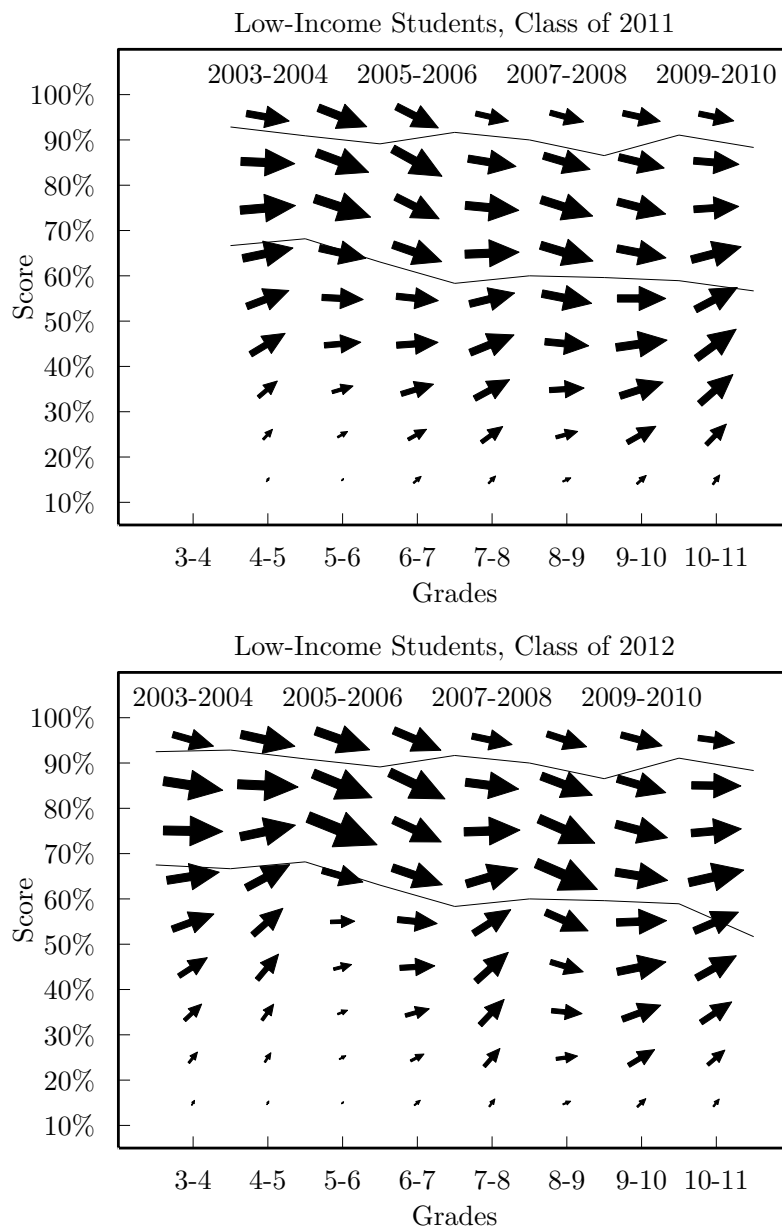 Low-Income Students, Class of 2011
2003-2004 2005-2006 2007-2008 2009-2010
100%
90%
80%
70%
60%
50%
40%
30%
20%
10%
Score
3-4 4-5 5-6 6-7 7-8 8-9 9-10 10-11
Grades
Low-Income Students, Class of 2012
2003-2004 2005-2006 2007-2008 2009-2010
100%
90%
80%
70%
60%
50%
40%
30%
20%
10%
Score
3-4 4-5 5-6 6-7 7-8 8-9 9-10 10-11
Grades